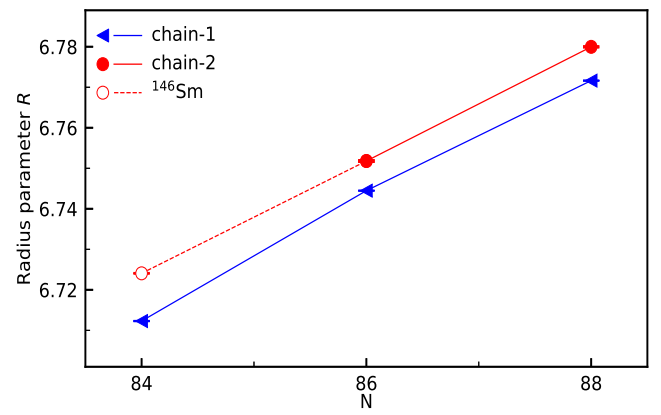 chain-1
chain-2
¹⁴⁶Sm
Radius parameter R
6.78
6.76
6.74
6.72
84
86
88
N